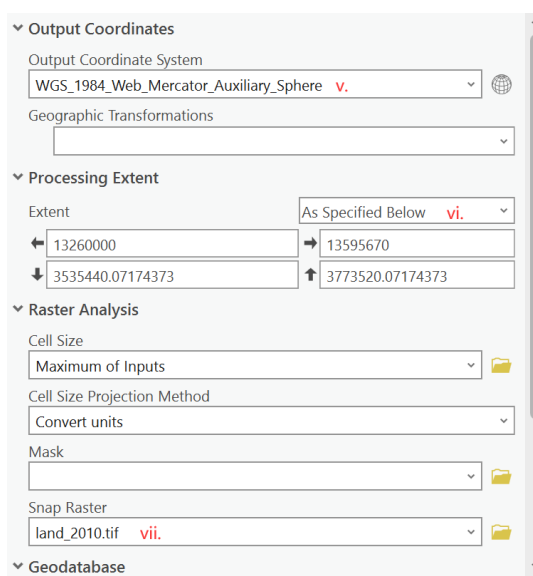 Output Coordinates
Output Coordinate System
WGS_1984_Web_Mercator_Auxiliary_Sphere v.
Geographic Transformations
Processing Extent
Extent As Specified Below vi.
13260000 13595670
3535440.07174373 3773520.07174373
Raster Analysis
Cell Size
Maximum of Inputs
Cell Size Projection Method
Convert units
Mask
Snap Raster
land_2010.tif vii.
Geodatabase